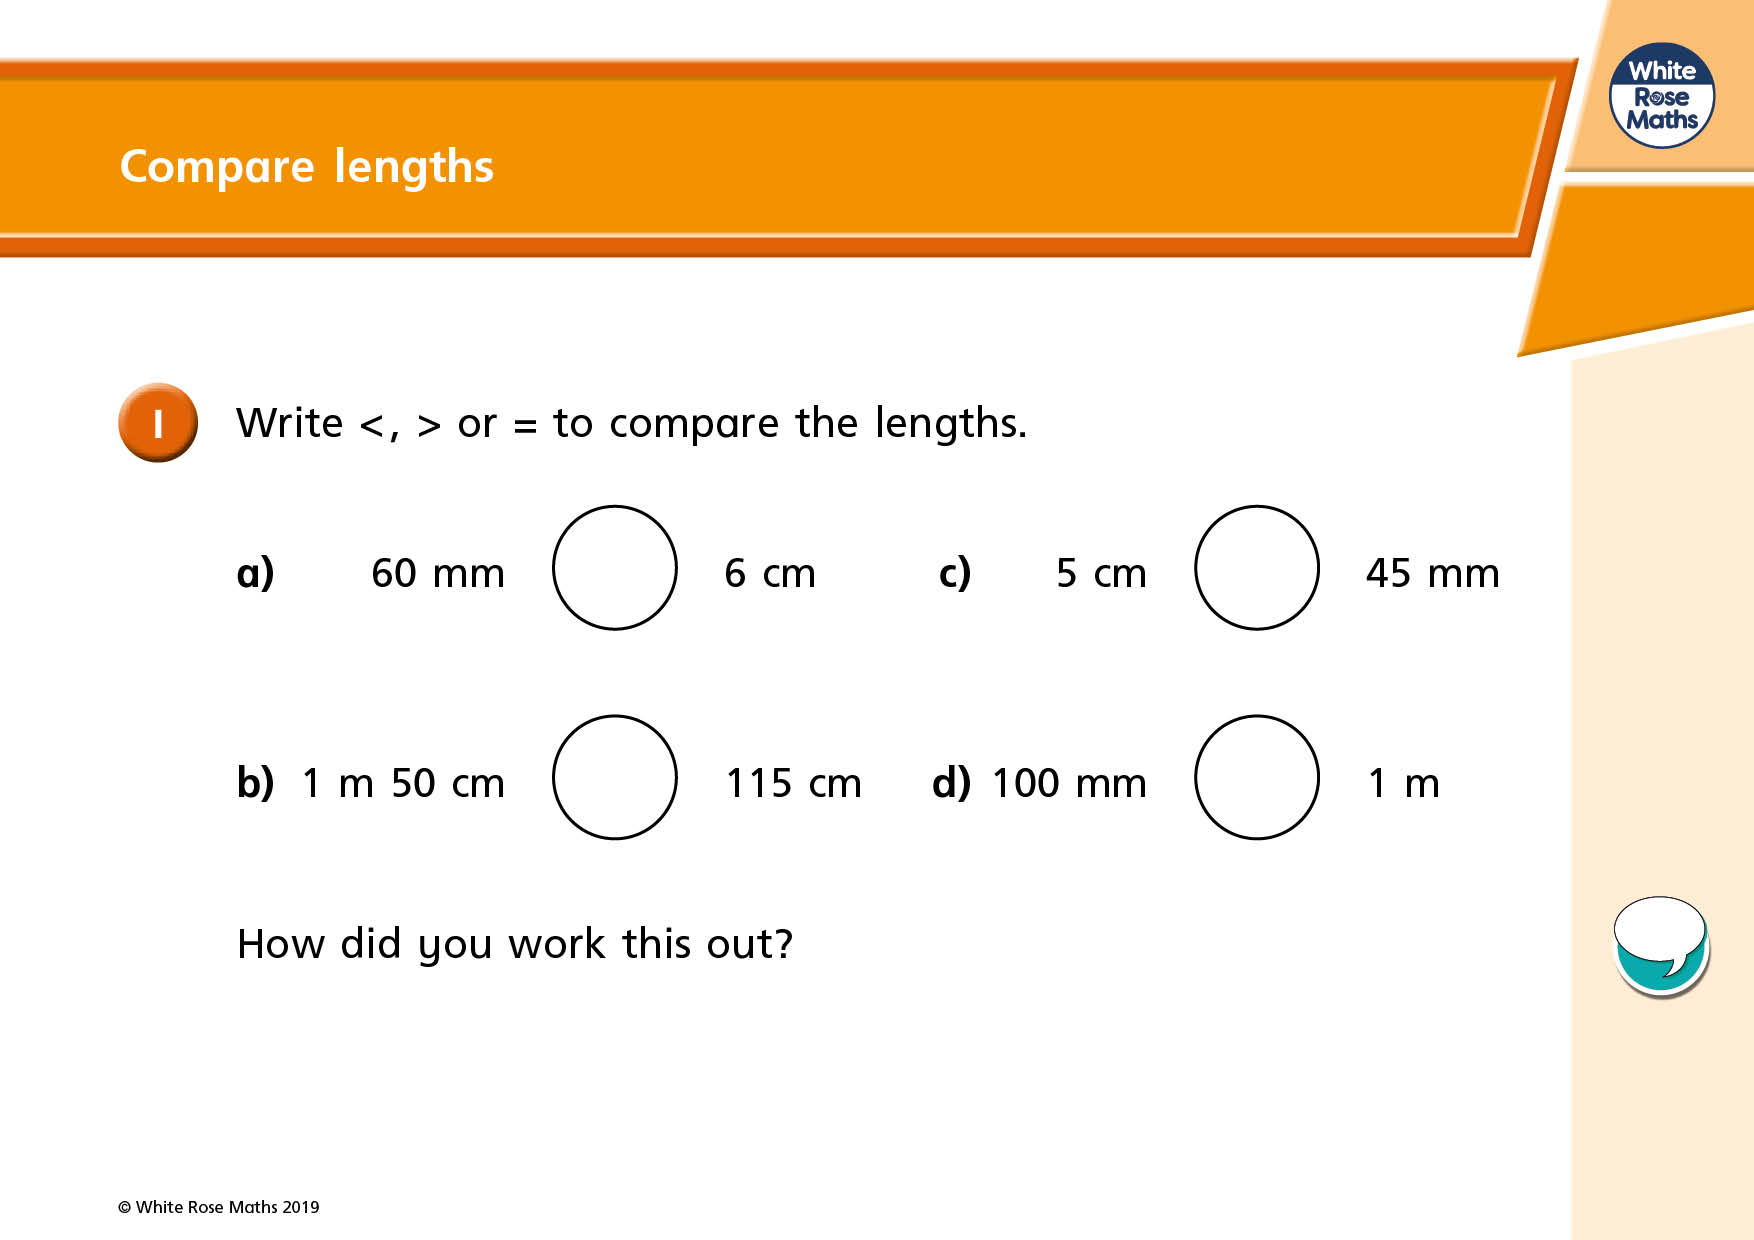 White
Rose
Maths
Compare lengths
1 Write <, > or = to compare the lengths.
a) 60 mm 6 cm c) 5 cm 45 mm
b) 1 m 50 cm 115 cm d) 100 mm 1 m
How did you work this out?
© White Rose Maths 2019